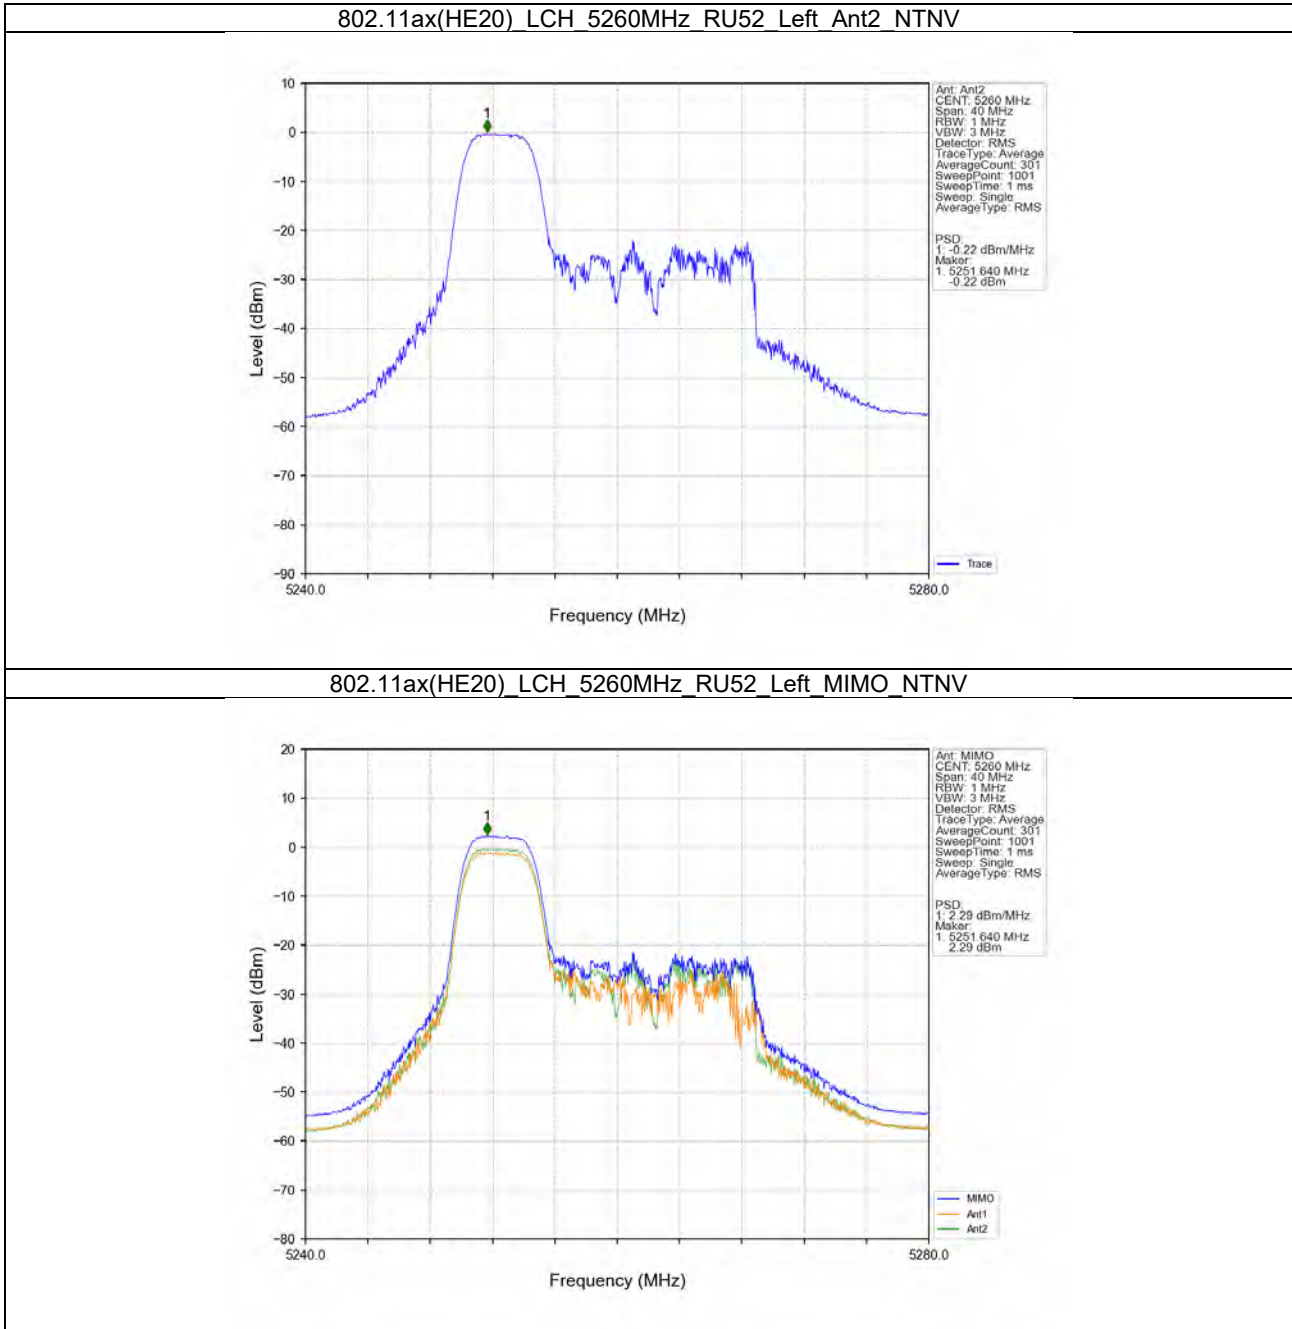 802.11ax(HE20)_LCH_5260MHz_RU52_Left_Ant2_NTNV
10
0
−10
−20
−30
−40
−50
−60
−70
−80
−90
Level (dBm)
1
5240.0
5280.0
Frequency (MHz)
Ant: Ant2
CENT: 5260 MHz
Span: 40 MHz
RBW: 1 MHz
VBW: 3 MHz
Detector: RMS
TraceType: Average
AverageCount: 301
SweepPoint: 1001
SweepTime: 1 ms
Sweep: Single
AverageType: RMS
PSD:
1: -0.22 dBm/MHz
Maker:
1. 5251.640 MHz
-0.22 dBm
Trace
802.11ax(HE20)_LCH_5260MHz_RU52_Left_MIMO_NTNV
20
10
0
−10
−20
−30
−40
−50
−60
−70
−80
Level (dBm)
1
5240.0
5280.0
Frequency (MHz)
Ant: MIMO
CENT: 5260 MHz
Span: 40 MHz
RBW: 1 MHz
VBW: 3 MHz
Detector: RMS
TraceType: Average
AverageCount: 301
SweepPoint: 1001
SweepTime: 1 ms
Sweep: Single
AverageType: RMS
PSD:
1: 2.29 dBm/MHz
Maker:
1. 5251.640 MHz
2.29 dBm
MIMO
Ant1
Ant2